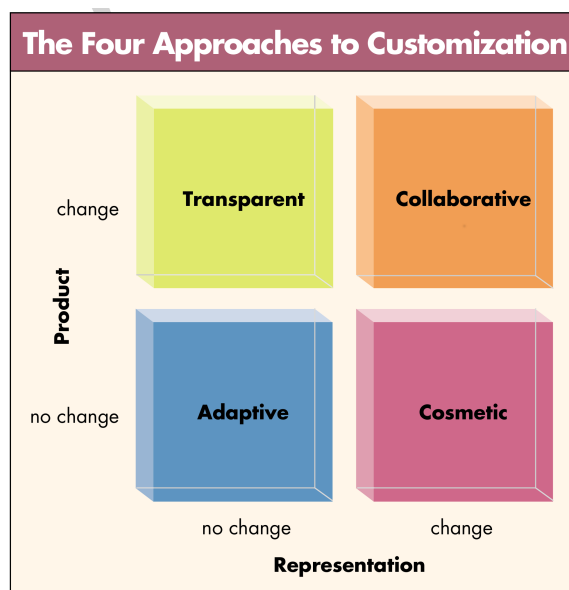 The Four Approaches to Customization
Transparent
Collaborative
change
Product
Adaptive
Cosmetic
no change
no change
change
Representation